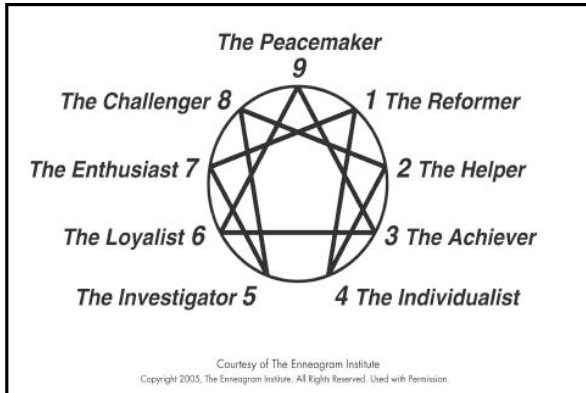 The Peacemaker
9
The Challenger 8
1 The Reformer
The Enthusiast 7
2 The Helper
The Loyalist 6
3 The Achiever
The Investigator 5
4 The Individualist
Courtesy of The Enneagram Institute
Copyright 2005, The Enneagram Institute. All Rights Reserved. Used with Permission.